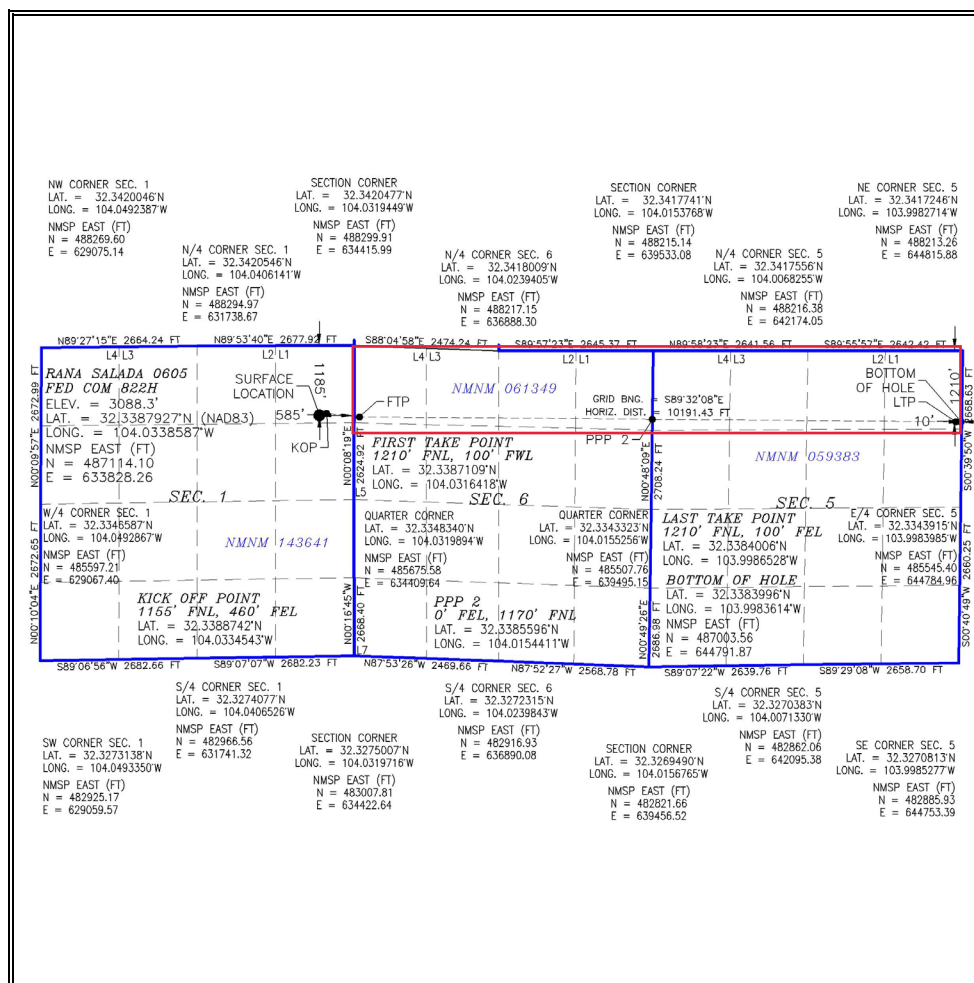 NW CORNER SEC. 1
LAT. = 32.3420046'N
LONG. = 104.0492387'W
NMSP EAST (FT)
N = 488269.60
E = 629075.14
N/4 CORNER SEC. 1
LAT. = 32.3420546'N
LONG. = 104.0406141'W
NMSP EAST (FT)
N = 488294.97
E = 631738.67
SECTION CORNER
LAT. = 32.3420477'N
LONG. = 104.0319449'W
NMSP EAST (FT)
N = 488299.91
E = 634415.99
N/4 CORNER SEC. 6
LAT. = 32.3418009'N
LONG. = 104.0239405'W
NMSP EAST (FT)
N = 488217.15
E = 636888.30
SECTION CORNER
LAT. = 32.3417741'N
LONG. = 104.0153768'W
NMSP EAST (FT)
N = 488215.14
E = 639533.08
N/4 CORNER SEC. 5
LAT. = 32.3417556'N
LONG. = 104.0068255'W
NMSP EAST (FT)
N = 488216.38
E = 642174.05
NE CORNER SEC. 5
LAT. = 32.3417246'N
LONG. = 103.9982714'W
NMSP EAST (FT)
N = 488213.26
E = 644815.88
N89°27'15"E 2664.24 FT
N89°53'40"E 2677.92 FT
S88°04'58"E 2474.24 FT
S89°57'23"E 2645.37 FT
N89°58'23"E 2641.56 FT
S89°55'52"E 2642.42 FT
L4 L3
L2 L1
L4 L3
L2 L1
L4 L3
L2 L1
RANA SALADA 0605
FED COM 822H
ELEV. = 3088.3'
LAT. = 32.3387927'N (NAD83)
LONG. = 104.0338587'W
NMSP EAST (FT)
N = 487114.10
E = 633828.26
SURFACE
LOCATION
1185'
585'
KOP
FTP
NMNM 061349
GRID BNG. = S89°32'08"E
HORIZ. DIST. = 10191.43 FT
PPP 2
BOTTOM
OF HOLE
LTP
1210'
10'
N00°09'57"E 2672.99 FT
N00°08'19"E
2624.92 FT
N00°48'09"E
2708.24 FT
S00°39'50"W 2668.63 FT
FIRST TAKE POINT
1210' FNL, 100' FWL
LAT. = 32.3387109'N
LONG. = 104.0316418'W
NMNM 059383
L5
SEC. 1
SEC. 6
SEC. 5
W/4 CORNER SEC. 1
LAT. = 32.3346587'N
LONG. = 104.0492867'W
NMSP EAST (FT)
N = 485597.21
E = 629067.40
NMNM 143641
QUARTER CORNER
LAT. = 32.3348340'N
LONG. = 104.0319894'W
NMSP EAST (FT)
N = 485675.58
E = 634409.64
QUARTER CORNER
LAT. = 32.3343323'N
LONG. = 104.0155256'W
NMSP EAST (FT)
N = 485507.76
E = 639495.15
LAST TAKE POINT
1210' FNL, 100' FEL
LAT. = 32.3384006'N
LONG. = 103.9986528'W
BOTTOM OF HOLE
LAT. = 32.3383996'N
LONG. = 103.9983614'W
NMSP EAST (FT)
N = 487003.56
E = 644791.87
E/4 CORNER SEC. 5
LAT. = 32.3343915'N
LONG. = 103.9983985'W
NMSP EAST (FT)
N = 485545.40
E = 644784.96
KICK OFF POINT
1155' FNL, 460' FEL
LAT. = 32.3388742'N
LONG. = 104.0334543'W
PPP 2
0' FEL, 1170' FNL
LAT. = 32.3385596'N
LONG. = 104.0154411'W
N00°10'04"E 2672.65 FT
N00°16'45"W
2668.40 FT
N00°49'26"E
2686.98 FT
S00°40'49"W 2660.25 FT
L7
S89°06'56"W 2682.66 FT
S89°07'07"W 2682.23 FT
N87°53'26"W 2469.66 FT
N87°52'27"W 2568.78 FT
S89°07'22"W 2639.76 FT
S89°29'08"W 2658.70 FT
SW CORNER SEC. 1
LAT. = 32.3273138'N
LONG. = 104.0493350'W
NMSP EAST (FT)
N = 482925.17
E = 629059.57
S/4 CORNER SEC. 1
LAT. = 32.3274077'N
LONG. = 104.0406526'W
NMSP EAST (FT)
N = 482966.56
E = 631741.32
SECTION CORNER
LAT. = 32.3275007'N
LONG. = 104.0319716'W
NMSP EAST (FT)
N = 483007.81
E = 634422.64
S/4 CORNER SEC. 6
LAT. = 32.3272315'N
LONG. = 104.0239843'W
NMSP EAST (FT)
N = 482916.93
E = 636890.08
SECTION CORNER
LAT. = 32.3269490'N
LONG. = 104.0156765'W
NMSP EAST (FT)
N = 482821.66
E = 639456.52
S/4 CORNER SEC. 5
LAT. = 32.3270383'N
LONG. = 104.0071330'W
NMSP EAST (FT)
N = 482862.06
E = 642095.38
SE CORNER SEC. 5
LAT. = 32.3270813'N
LONG. = 103.9985277'W
NMSP EAST (FT)
N = 482885.93
E = 644753.39